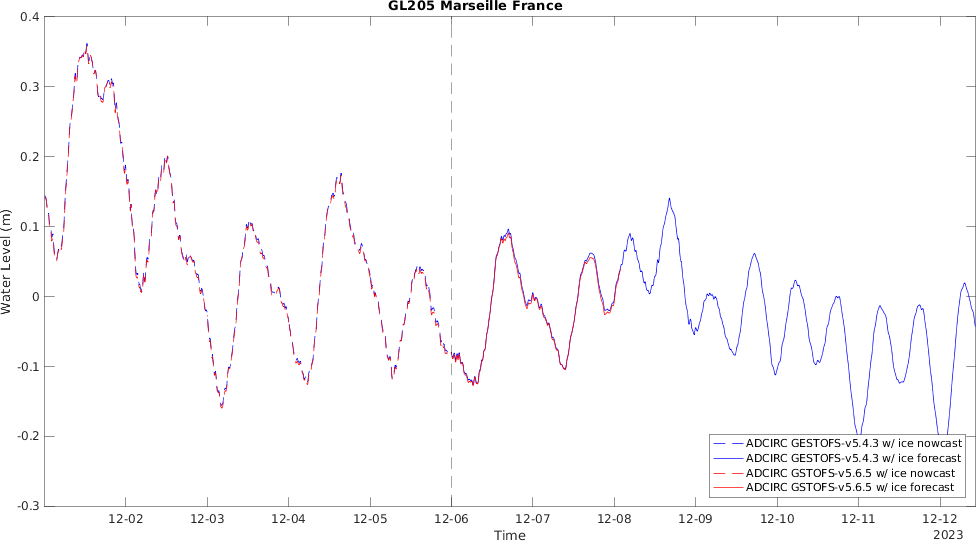 GL205 Marseille France
0.4
0.3
0.2
0.1
0
-0.1
-0.2
-0.3
Water Level (m)
12-02 12-03 12-04 12-05 12-06 12-07 12-08 12-09 12-10 12-11 12-12
Time
2023
ADCIRC GESTOFS-v5.4.3 w/ ice nowcast
ADCIRC GESTOFS-v5.4.3 w/ ice forecast
ADCIRC GSTOFS-v5.6.5 w/ ice nowcast
ADCIRC GSTOFS-v5.6.5 w/ ice forecast